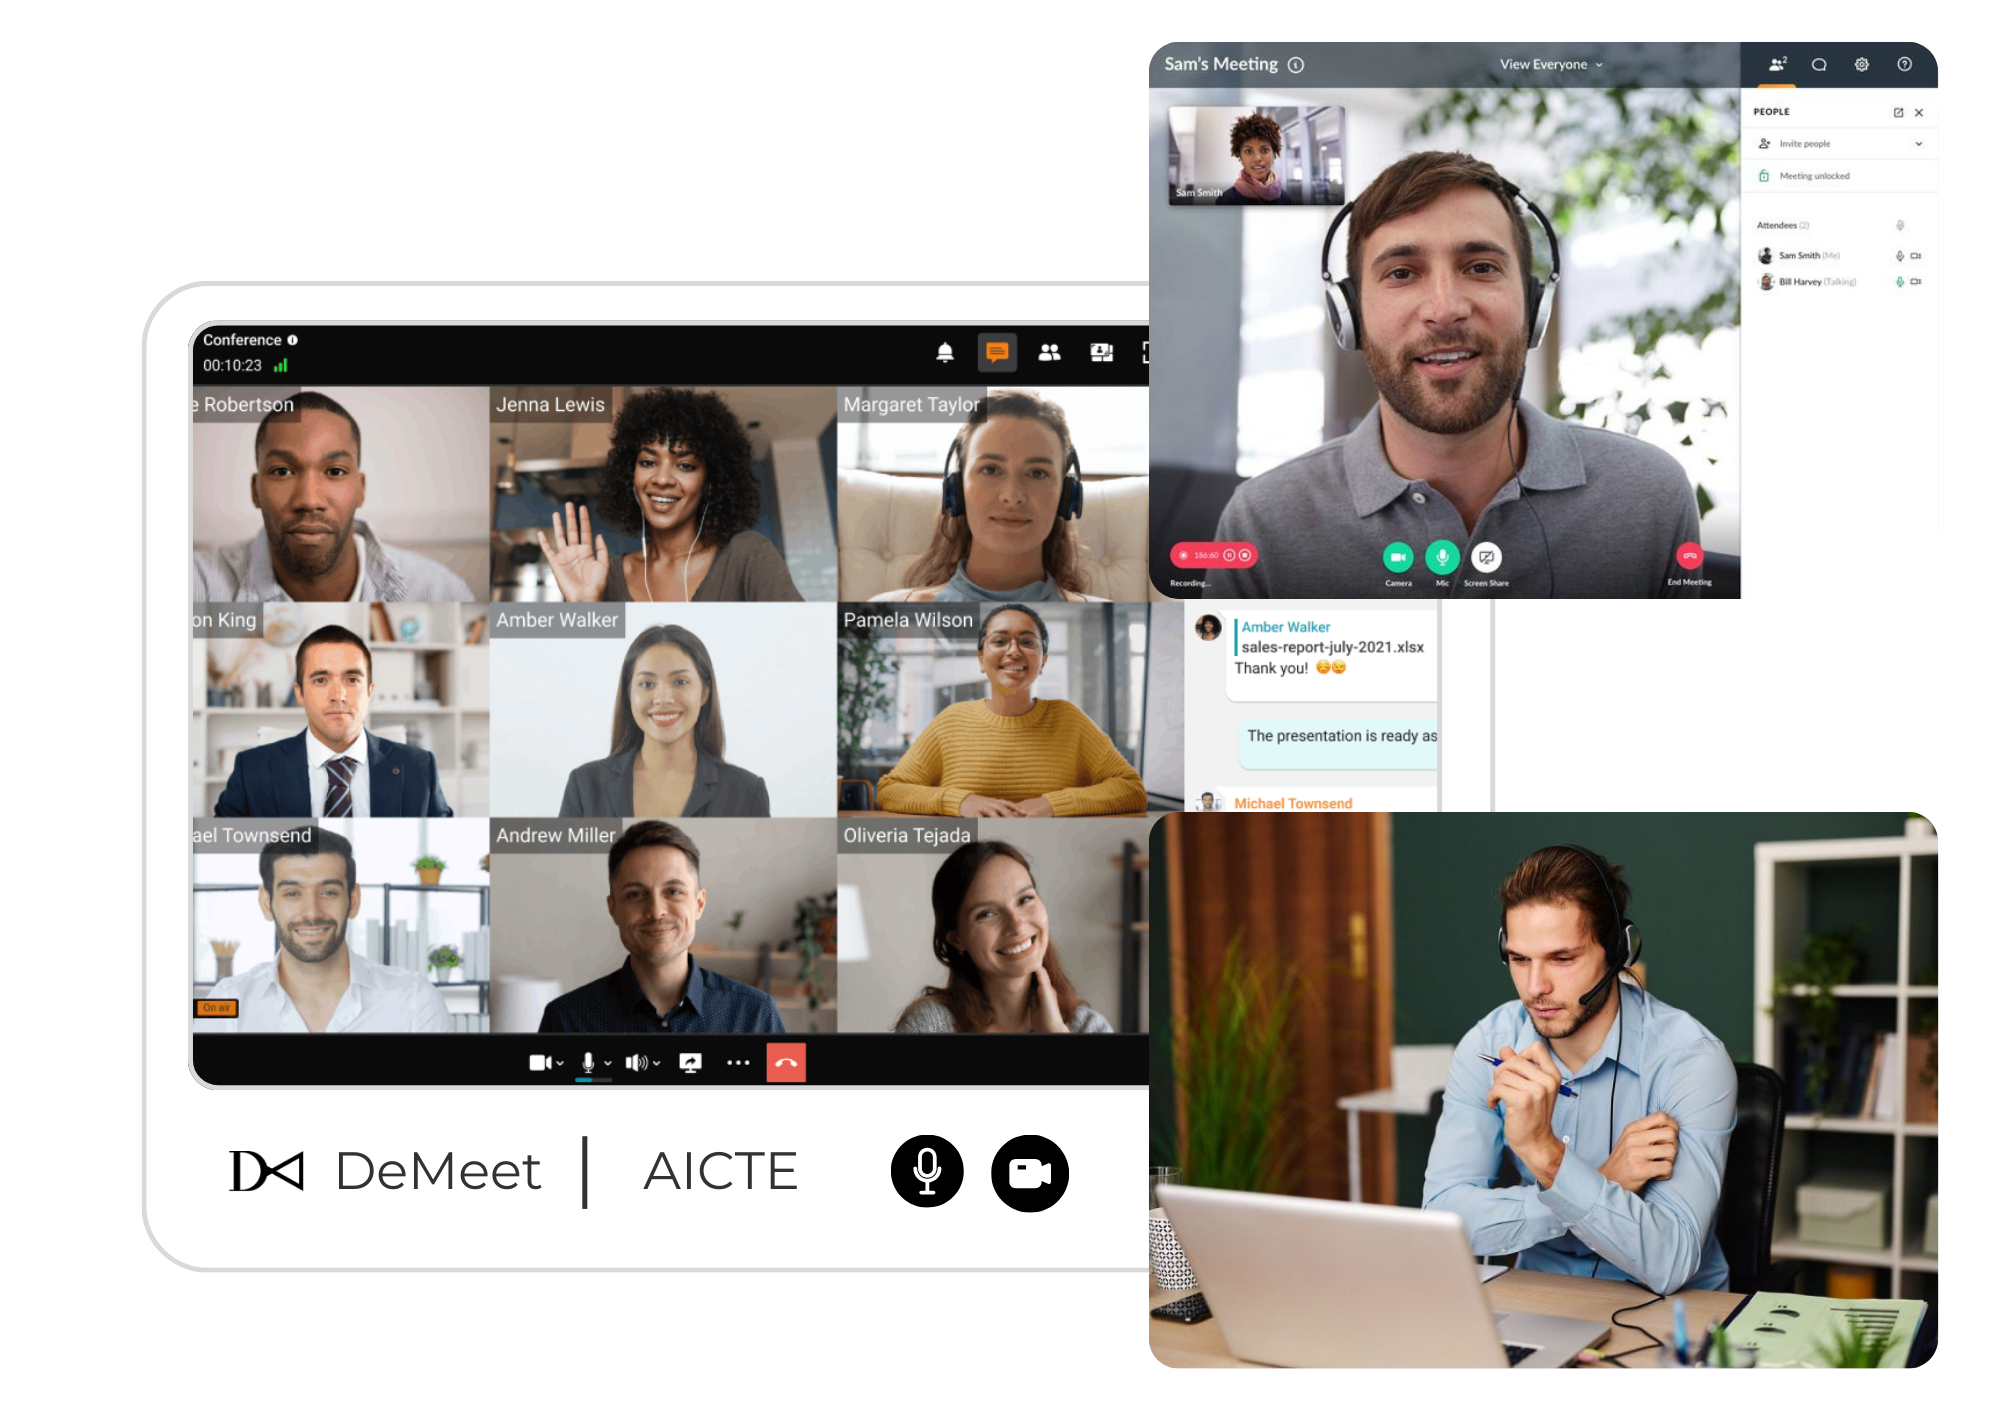 Sam's Meeting
View Everyone
2
PEOPLE
Invite people
Meeting unlocked
Attendees (2)
Sam Smith (Me)
Bill Harvey (Talking)
Sam Smith
186:60
Recording...
Camera
Mic
Screen Share
End Meeting
Conference
00:10:23
e Robertson
Jenna Lewis
Margaret Taylor
on King
Amber Walker
Pamela Wilson
ael Townsend
Andrew Miller
Oliveria Tejada
On air
Amber Walker
sales-report-july-2021.xlsx
Thank you! 😊😉
The presentation is ready as
Michael Townsend
DeMeet | AICTE